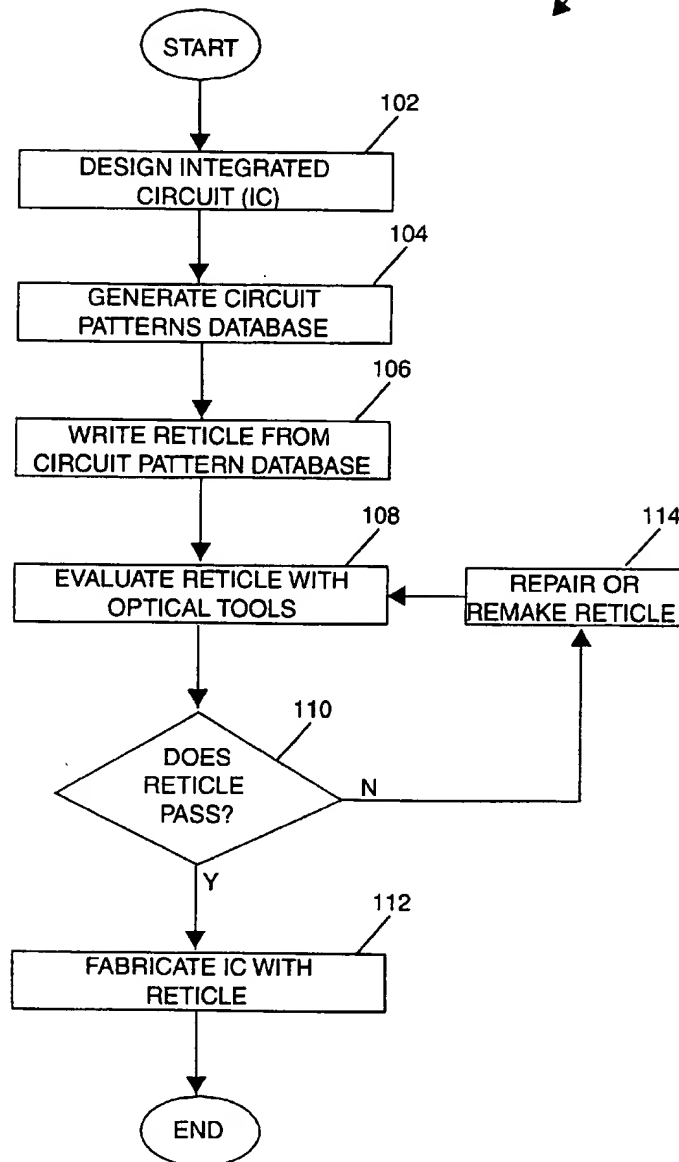 START
102
DESIGN INTEGRATED
CIRCUIT (IC)
104
GENERATE CIRCUIT
PATTERNS DATABASE
106
WRITE RETICLE FROM
CIRCUIT PATTERN DATABASE
108
EVALUATE RETICLE WITH
OPTICAL TOOLS
114
REPAIR OR
REMAKE RETICLE
110
DOES
RETICLE
PASS?
N
Y
112
FABRICATE IC WITH
RETICLE
END